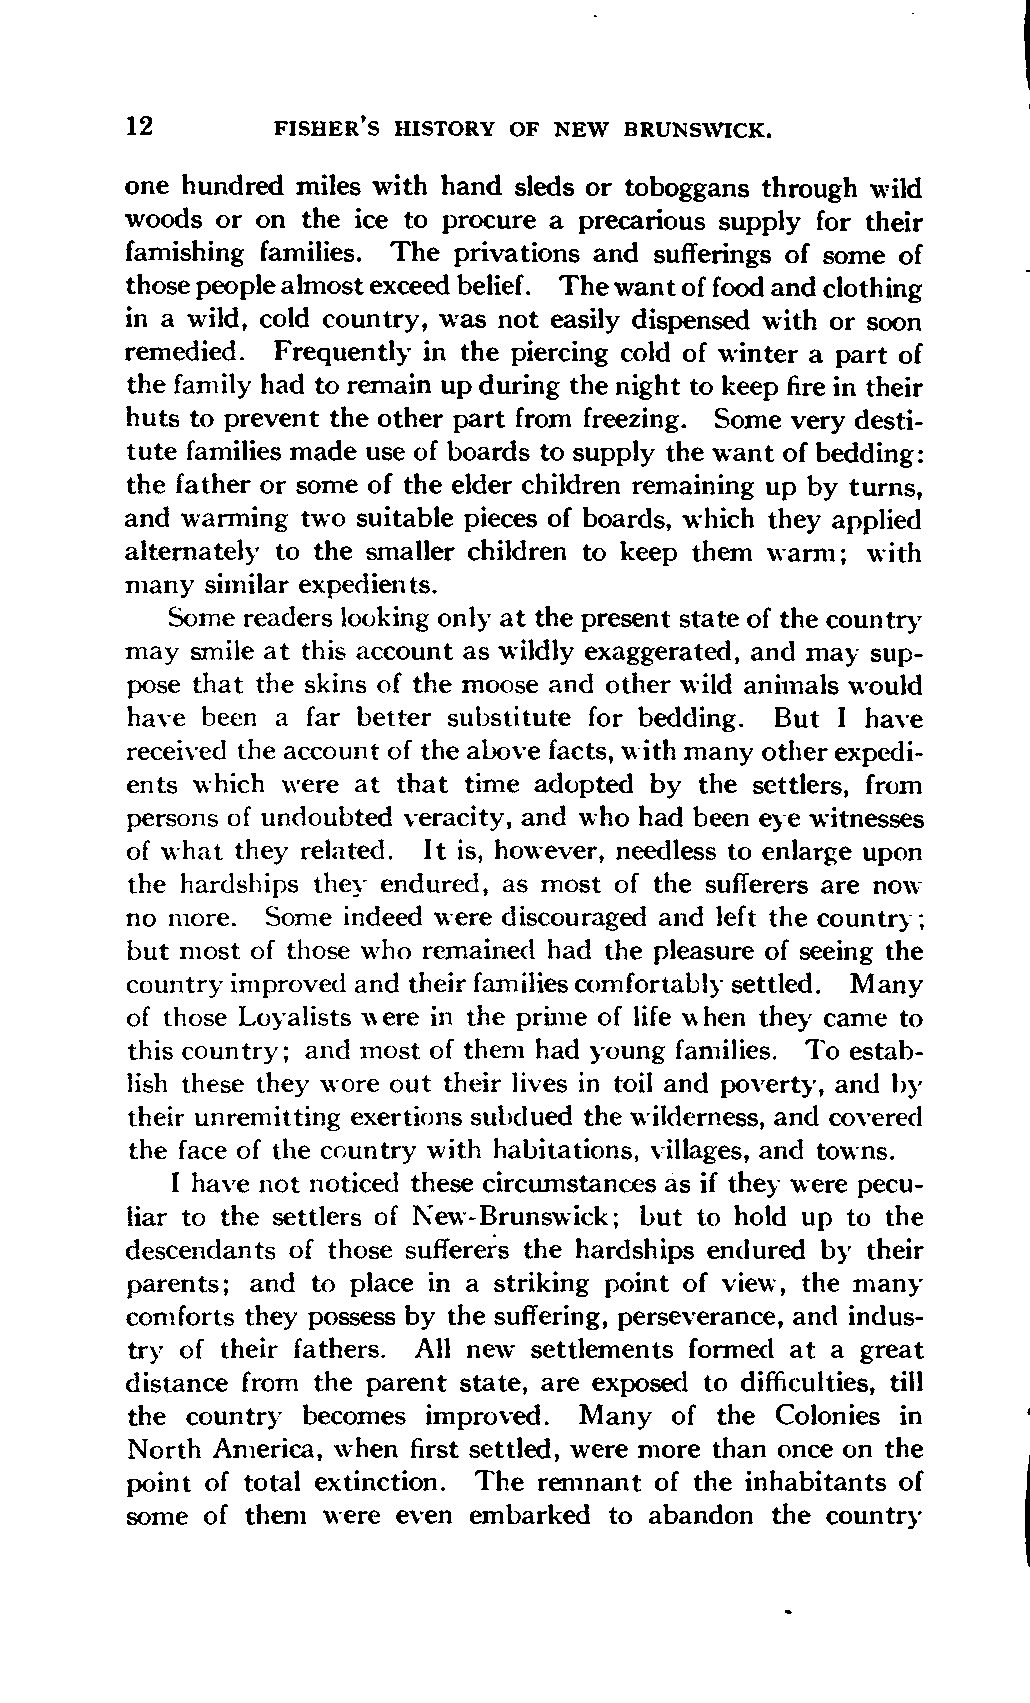 12 FISHER'S HISTORY OF NEW BRUNSWICK.
one hundred miles with hand sleds or toboggans through wild
woods or on the ice to procure a precarious supply for their
famishing families. The privations and sufferings of some of
those people almost exceed belief. The want of food and clothing
in a wild, cold country, was not easily dispensed with or soon
remedied. Frequently in the piercing cold of winter a part of
the family had to remain up during the night to keep fire in their
huts to prevent the other part from freezing. Some very desti-
tute families made use of boards to supply the want of bedding:
the father or some of the elder children remaining up by turns,
and warming two suitable pieces of boards, which they applied
alternately to the smaller children to keep them warm; with
many similar expedients.
Some readers looking only at the present state of the country
may smile at this account as wildly exaggerated, and may sup-
pose that the skins of the moose and other wild animals would
have been a far better substitute for bedding. But I have
received the account of the above facts, with many other expedi-
ents which were at that time adopted by the settlers, from
persons of undoubted veracity, and who had been eye witnesses
of what they related. It is, however, needless to enlarge upon
the hardships they endured, as most of the sufferers are now
no more. Some indeed were discouraged and left the country;
but most of those who remained had the pleasure of seeing the
country improved and their families comfortably settled. Many
of those Loyalists were in the prime of life when they came to
this country; and most of them had young families. To estab-
lish these they wore out their lives in toil and poverty, and by
their unremitting exertions subdued the wilderness, and covered
the face of the country with habitations, villages, and towns.
I have not noticed these circumstances as if they were pecu-
liar to the settlers of New-Brunswick; but to hold up to the
descendants of those sufferers the hardships endured by their
parents; and to place in a striking point of view, the many
comforts they possess by the suffering, perseverance, and indus-
try of their fathers. All new settlements formed at a great
distance from the parent state, are exposed to difficulties, till
the country becomes improved. Many of the Colonies in
North America, when first settled, were more than once on the
point of total extinction. The remnant of the inhabitants of
some of them were even embarked to abandon the country